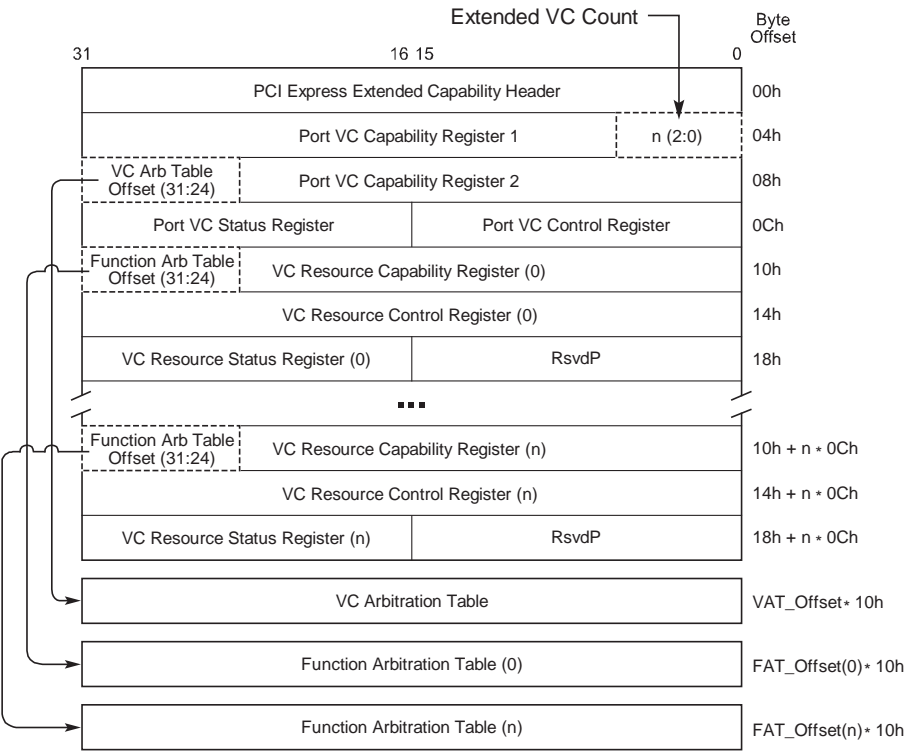 Extended VC Count
Byte
Offset
31
16 15
0
PCI Express Extended Capability Header
00h
Port VC Capability Register 1
n (2:0)
04h
VC Arb Table
Offset (31:24)
Port VC Capability Register 2
08h
Port VC Status Register
Port VC Control Register
0Ch
Function Arb Table
Offset (31:24)
VC Resource Capability Register (0)
10h
VC Resource Control Register (0)
14h
VC Resource Status Register (0)
RsvdP
18h
...
Function Arb Table
Offset (31:24)
VC Resource Capability Register (n)
10h + n * 0Ch
VC Resource Control Register (n)
14h + n * 0Ch
VC Resource Status Register (n)
RsvdP
18h + n * 0Ch
VC Arbitration Table
VAT_Offset* 10h
Function Arbitration Table (0)
FAT_Offset(0)* 10h
Function Arbitration Table (n)
FAT_Offset(n)* 10h